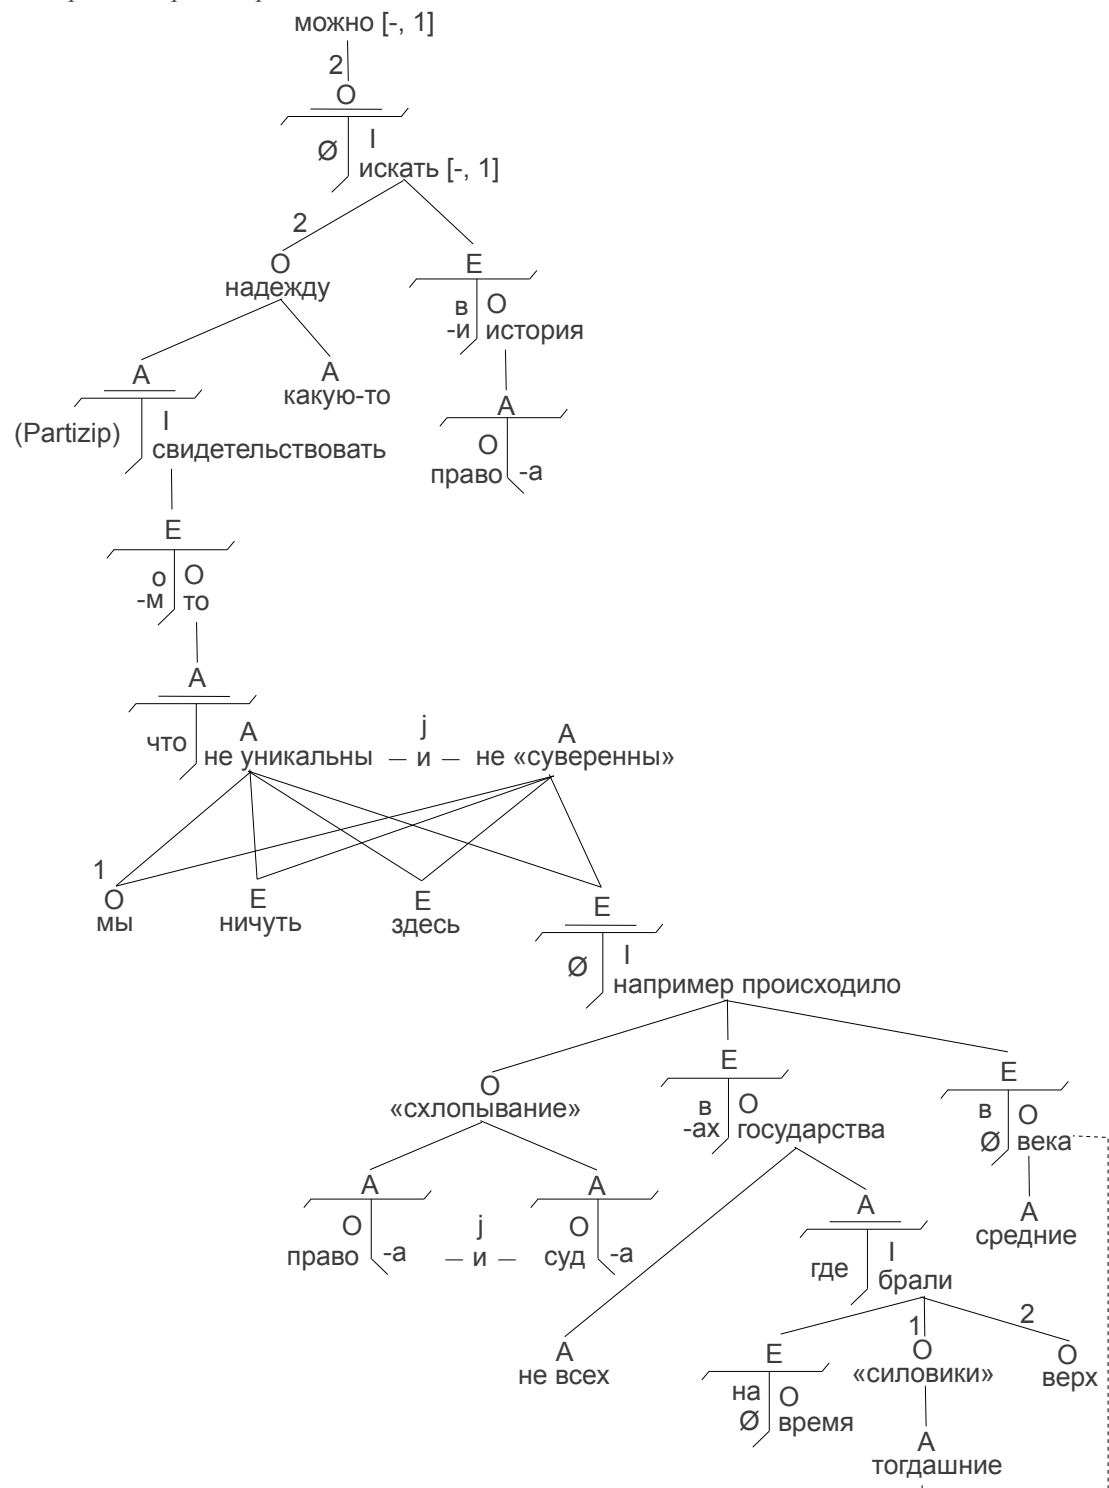 можно [-, 1]
2
O
Ø I
искать [-, 1]
2
O E
надежду
в O
-и история
A A A
какую-то
(Partizip) I
свидетельствовать
O
право -а
E
о O
-м то
A
что
A j A
не уникальны – и – не «суверенны»
1
O E E E
мы ничуть здесь
Ø I
например происходило
O E E
«схлопывание»
в O
-ах государства
в O
Ø века
A A A A
O j O
право -а – и – суд -а
средние
где I
брали
1 2
A E O O
не всех «силовики» верх
на O
Ø время
A
тогдашние